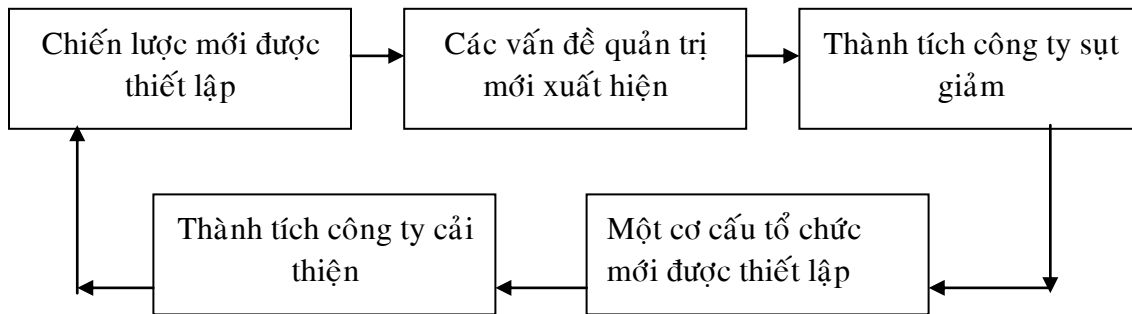 Chiến lược mới được
thiết lập
Các vấn đề quản trị
mới xuất hiện
Thành tích công ty sụt
giảm
Một cơ cấu tổ chức
mới được thiết lập
Thành tích công ty cải
thiện